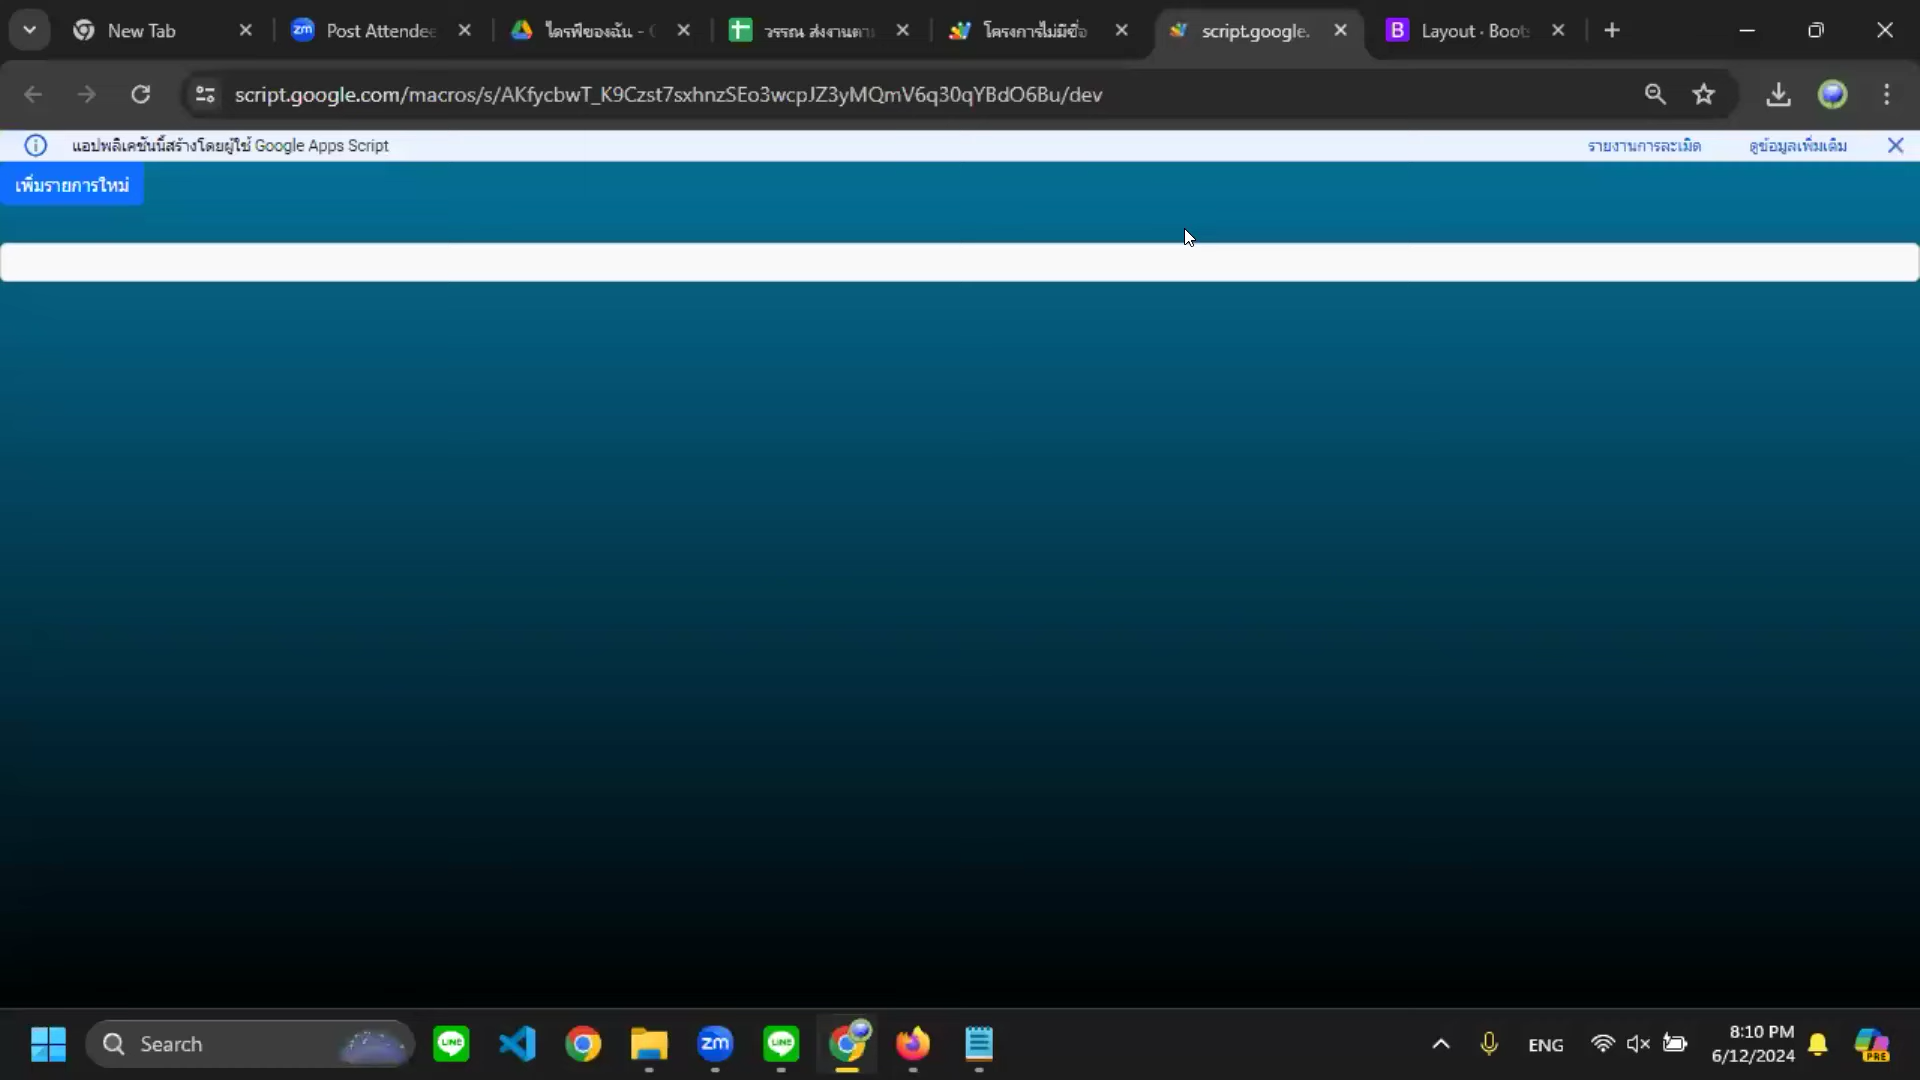 New Tab
Post Attendee
ไดรฟ์ของฉัน -
วรรณ ส่งงานตา
โครงการไม่มีชื่อ
script.google.
Layout · Boot
script.google.com/macros/s/AKfycbwT_K9Czst7sxhnzSEo3wcpJZ3yMQmV6q30qYBdO6Bu/dev
แอปพลิเคชันนี้สร้างโดยผู้ใช้ Google Apps Script
รายงานการละเมิด
ดูข้อมูลเพิ่มเติม
เพิ่มรายการใหม่
Search
ENG
8:10 PM
6/12/2024